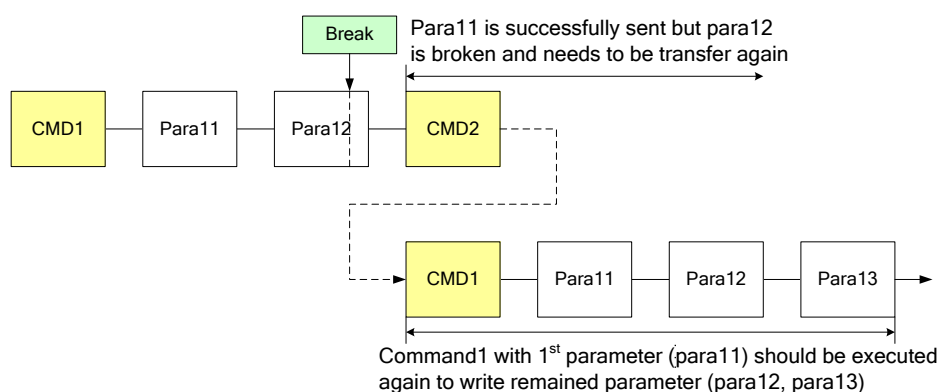 Break
Para11 is successfully sent but para12
is broken and needs to be transfer again
CMD1
Para11
Para12
CMD2
CMD1
Para11
Para12
Para13
Command1 with 1st parameter (para11) should be executed
again to write remained parameter (para12, para13)